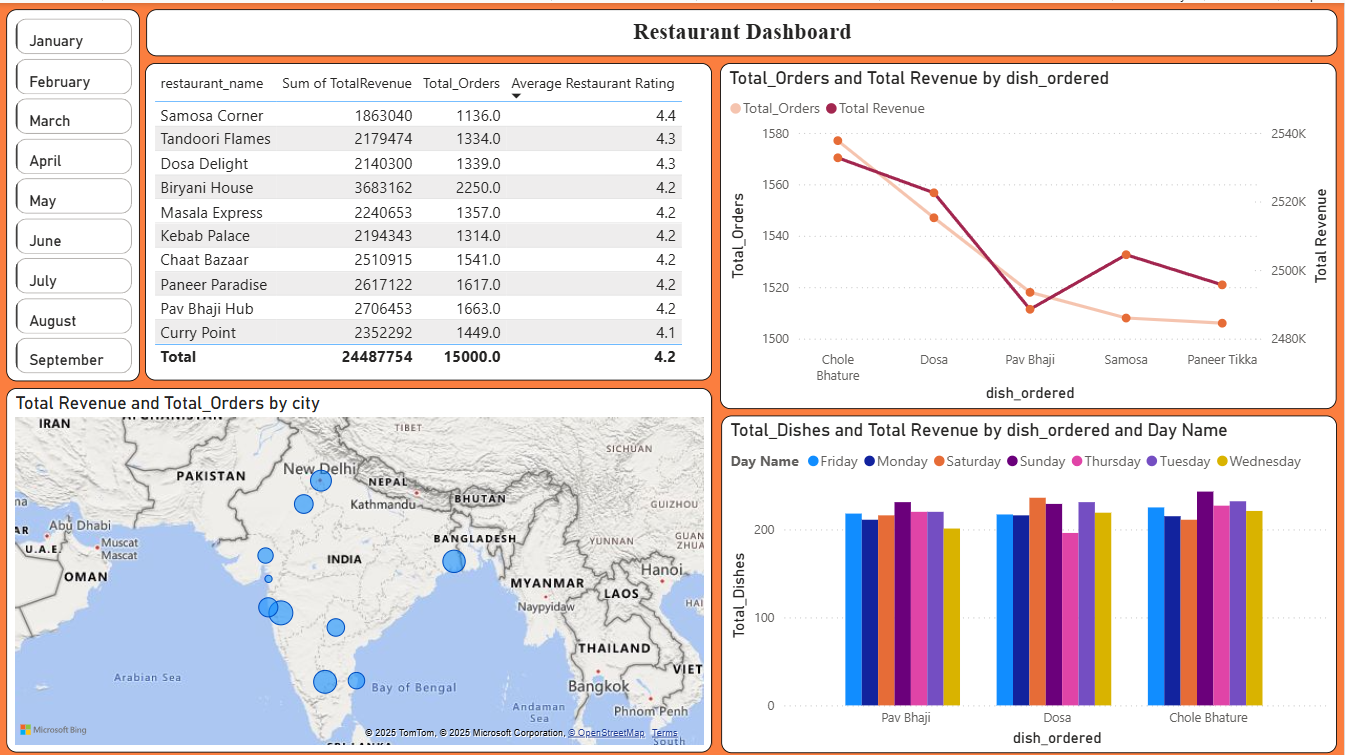 Restaurant Dashboard
January
February
March
April
May
June
July
August
September
restaurant_name Sum of TotalRevenue Total_Orders Average Restaurant Rating
Samosa Corner 1863040 1136.0 4.4
Tandoori Flames 2179474 1334.0 4.3
Dosa Delight 2140300 1339.0 4.3
Biryani House 3683162 2250.0 4.2
Masala Express 2240653 1357.0 4.2
Kebab Palace 2194343 1314.0 4.2
Chaat Bazaar 2510915 1541.0 4.2
Paneer Paradise 2617122 1617.0 4.2
Pav Bhaji Hub 2706453 1663.0 4.2
Curry Point 2352292 1449.0 4.1
Total 24487754 15000.0 4.2
Total_Orders and Total Revenue by dish_ordered
Total_Orders Total Revenue
1580 2540K
1560
2520K
1540
2500K
1520
1500 2480K
Total_Orders
Total Revenue
Chole Dosa Pav Bhaji Samosa Paneer Tikka
Bhature
dish_ordered
Total Revenue and Total_Orders by city
IRAN
AFGHANISTAN
TIBET
SICHUAN
PAKISTAN
New Delhi
NEPAL
Kathmandu
BHUTAN
GUIZHOU
Abu Dhabi
U.A.E.
Muscat
Mascat
OMAN
INDIA
BANGLADESH
YUNNAN
Hanoi
MYANMAR
Naypyidaw
LAOS
THAILAND
Bangkok
Phnom Penh
Arabian Sea
Bay of Bengal
Andaman
Sea
SRI LANKA
South
Microsoft Bing
© 2025 TomTom, © 2025 Microsoft Corporation, © OpenStreetMap Terms
Total_Dishes and Total Revenue by dish_ordered and Day Name
Day Name Friday Monday Saturday Sunday Thursday Tuesday Wednesday
200
100
0
Total_Dishes
Pav Bhaji Dosa Chole Bhature
dish_ordered